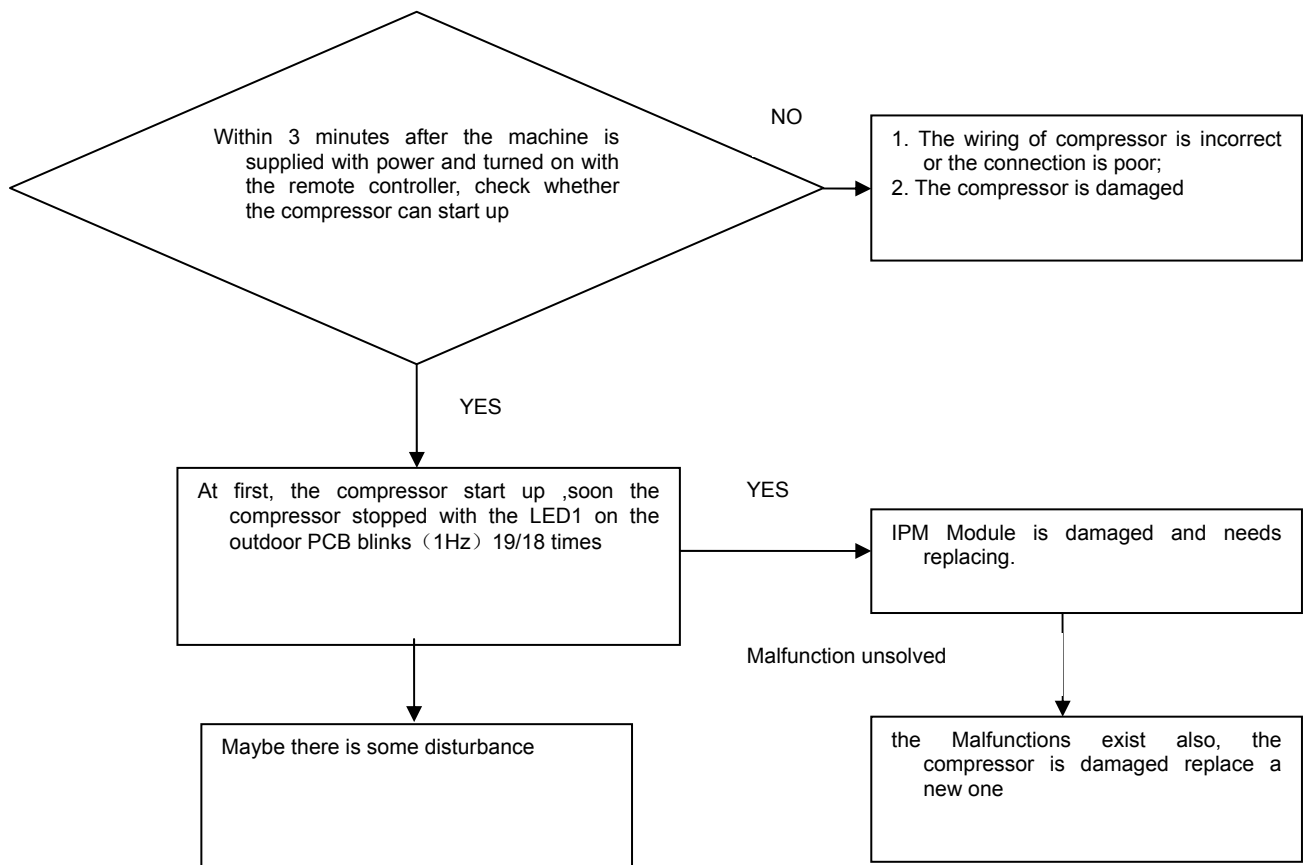 Within 3 minutes after the machine is
supplied with power and turned on with
the remote controller, check whether
the compressor can start up
NO
1. The wiring of compressor is incorrect
or the connection is poor;
2. The compressor is damaged
YES
At first, the compressor start up ,soon the
compressor stopped with the LED1 on the
outdoor PCB blinks（1Hz）19/18 times
YES
IPM Module is damaged and needs
replacing.
Malfunction unsolved
Maybe there is some disturbance
the Malfunctions exist also, the
compressor is damaged replace a
new one